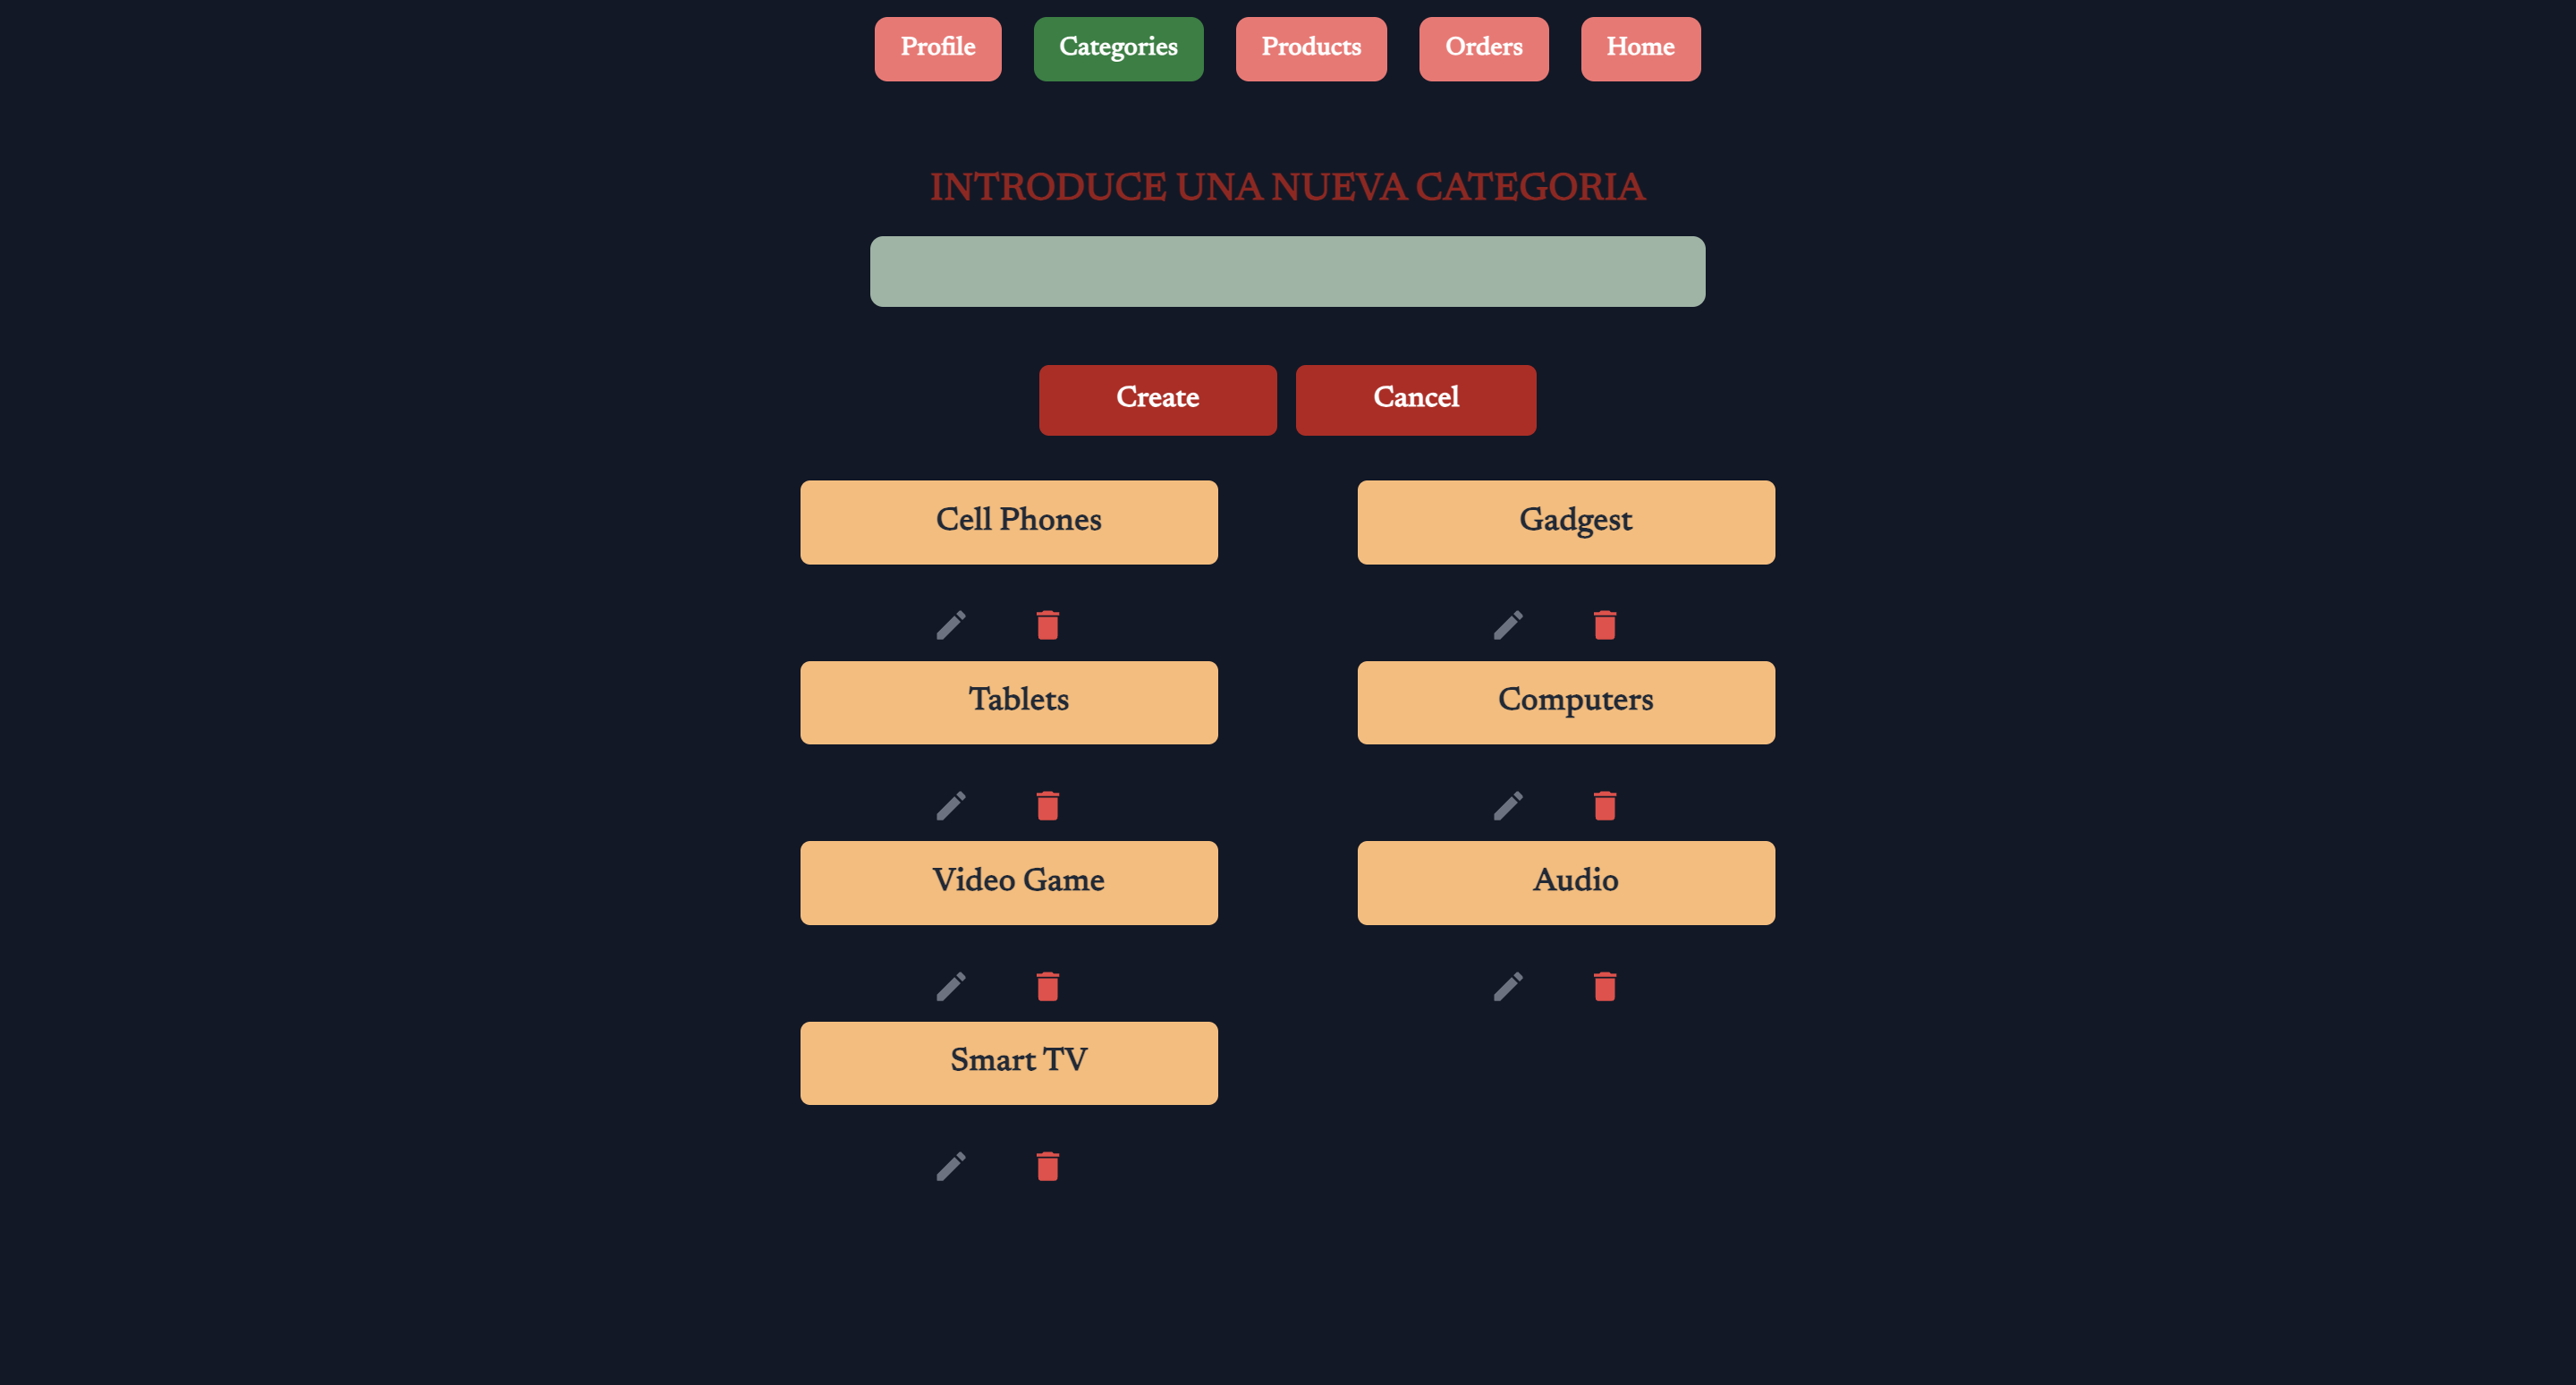 Profile Categories Products Orders Home
INTRODUCE UNA NUEVA CATEGORIA
Create Cancel
Cell Phones Gadgest
Tablets Computers
Video Game Audio
Smart TV